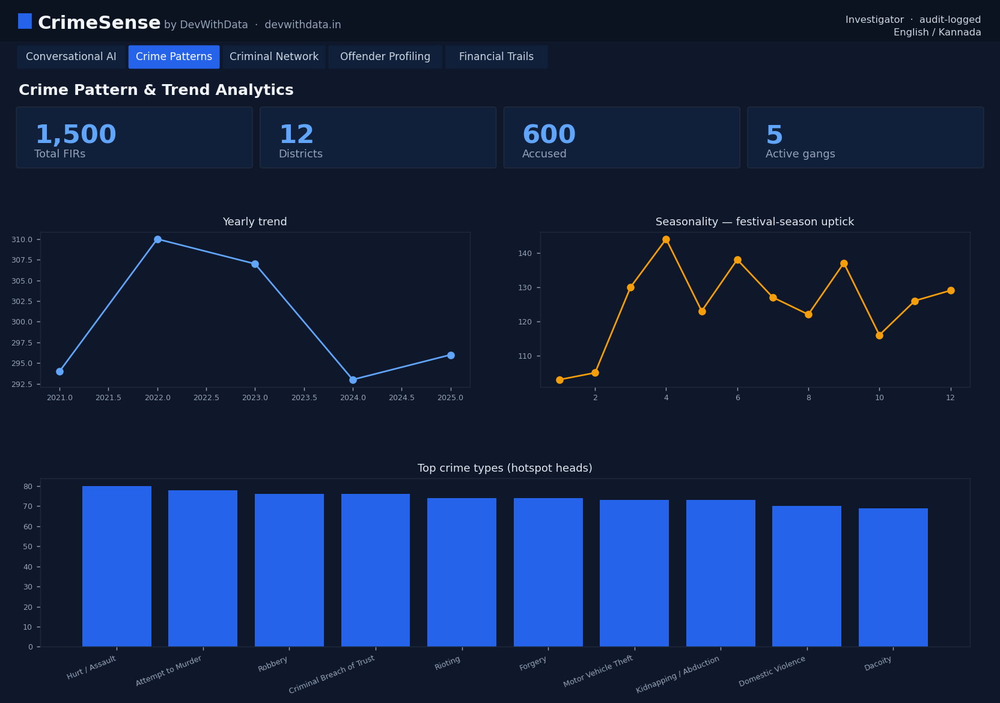 CrimeSense by DevWithData · devwithdata.in
Investigator · audit-logged
English / Kannada
Conversational AI
Crime Patterns
Criminal Network
Offender Profiling
Financial Trails
Crime Pattern & Trend Analytics
1,500
Total FIRs
12
Districts
600
Accused
5
Active gangs
Yearly trend
310.0
307.5
305.0
302.5
300.0
297.5
295.0
292.5
2021.0 2021.5 2022.0 2022.5 2023.0 2023.5 2024.0 2024.5 2025.0
Seasonality — festival-season uptick
140
130
120
110
2 4 6 8 10 12
Top crime types (hotspot heads)
80
70
60
50
40
30
20
10
0
Hurt / Assault
Attempt to Murder
Robbery
Criminal Breach of Trust
Rioting
Forgery
Motor Vehicle Theft
Kidnapping / Abduction
Domestic Violence
Dacoity